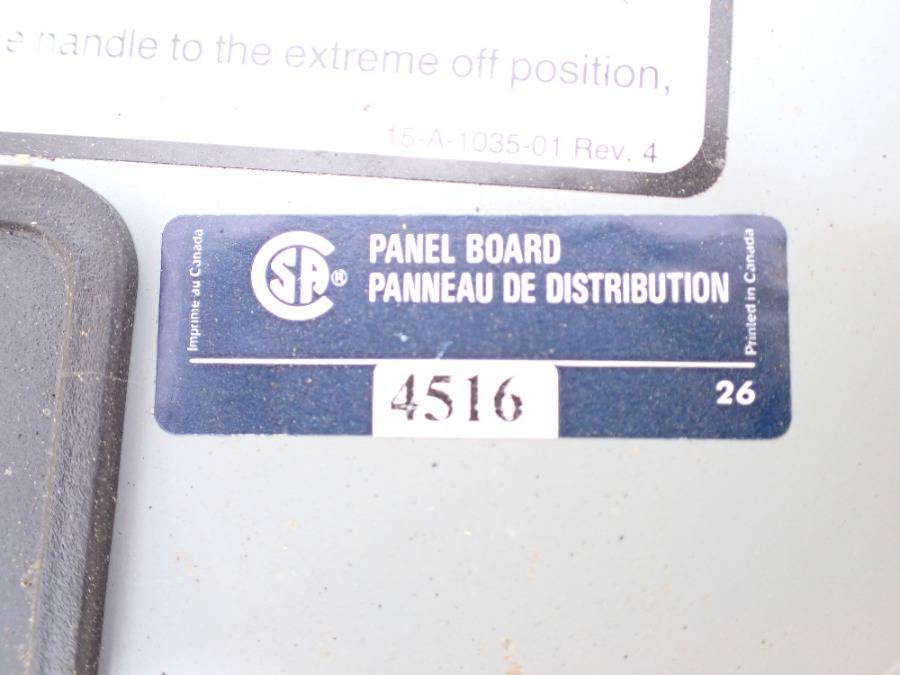 handle to the extreme off position,
15-A-1035-01 Rev. 4
Imprimé au Canada
CSA®
PANEL BOARD
PANNEAU DE DISTRIBUTION
Printed in Canada
4516
26